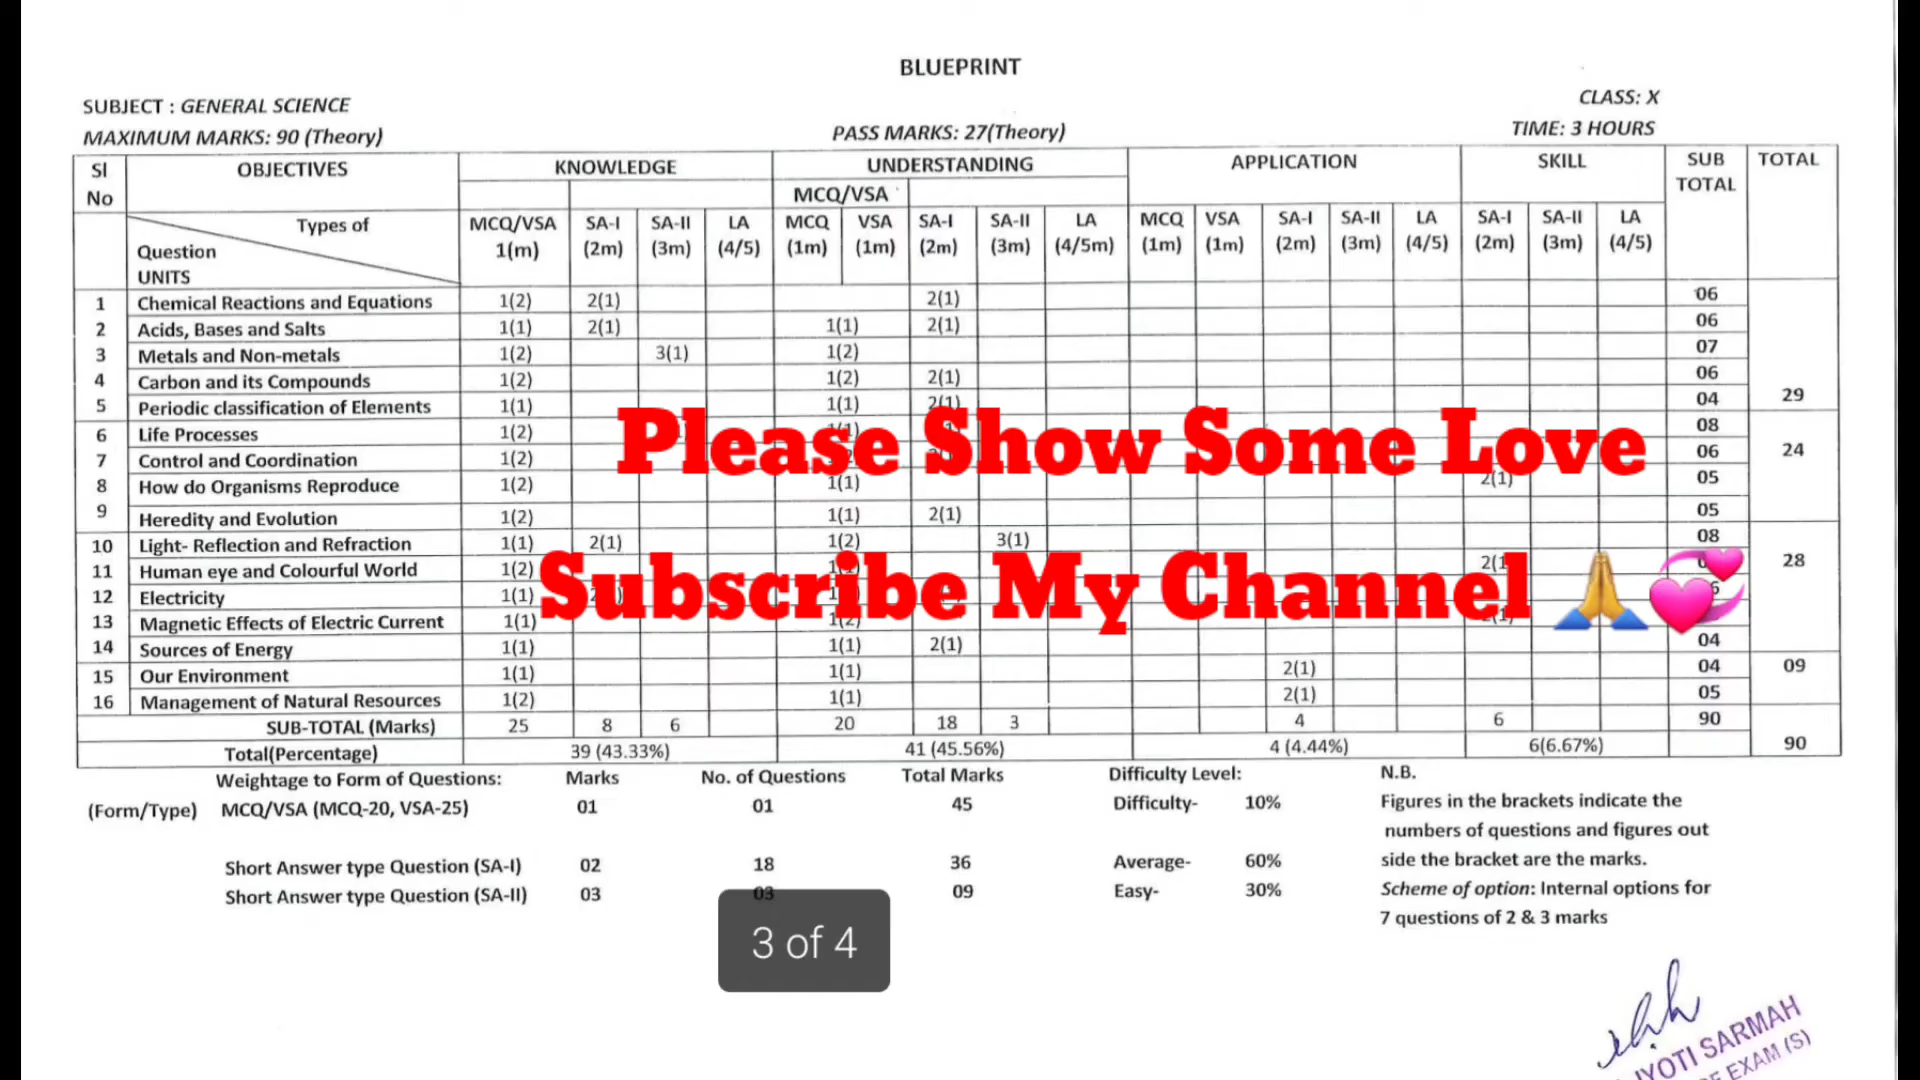 BLUEPRINT
SUBJECT : GENERAL SCIENCE CLASS: X
MAXIMUM MARKS: 90 (Theory) PASS MARKS: 27(Theory) TIME: 3 HOURS
SI No OBJECTIVES KNOWLEDGE UNDERSTANDING APPLICATION SKILL SUB TOTAL TOTAL
MCQ/VSA
Types of Question UNITS MCQ/VSA 1(m) SA-I (2m) SA-II (3m) LA (4/5) MCQ (1m) VSA (1m) SA-I (2m) SA-II (3m) LA (4/5m) MCQ (1m) VSA (1m) SA-I (2m) SA-II (3m) LA (4/5) SA-I (2m) SA-II (3m) LA (4/5)
1 Chemical Reactions and Equations 1(2) 2(1) 2(1) 06
2 Acids, Bases and Salts 1(1) 2(1) 1(1) 2(1) 06
3 Metals and Non-metals 1(2) 3(1) 1(2) 07
4 Carbon and its Compounds 1(2) 1(2) 2(1) 06
5 Periodic classification of Elements 1(1) 1(1) 2(1) 04 29
6 Life Processes 1(2) 08
Please Show Some Love
7 Control and Coordination 1(2) 06 24
8 How do Organisms Reproduce 1(2) 1(1) 2(1) 05
9 Heredity and Evolution 1(2) 1(1) 2(1) 05
10 Light- Reflection and Refraction 1(1) 2(1) 1(2) 3(1) 08
11 Human eye and Colourful World 1(2) 28
Subscribe My Channel 🙏💞
12 Electricity 1(1)
13 Magnetic Effects of Electric Current 1(1) 1(2)
14 Sources of Energy 1(1) 1(1) 2(1) 04
15 Our Environment 1(1) 1(1) 2(1) 04 09
16 Management of Natural Resources 1(2) 1(1) 2(1) 05
SUB-TOTAL (Marks) 25 8 6 20 18 3 4 6 90
Total(Percentage) 39 (43.33%) 41 (45.56%) 4 (4.44%) 6(6.67%) 90
Weightage to Form of Questions: Marks No. of Questions Total Marks Difficulty Level: N.B.
(Form/Type) MCQ/VSA (MCQ-20, VSA-25) 01 01 45 Difficulty- 10% Figures in the brackets indicate the
numbers of questions and figures out
Short Answer type Question (SA-I) 02 18 36 Average- 60% side the bracket are the marks.
Short Answer type Question (SA-II) 03 03 09 Easy- 30% Scheme of option: Internal options for
7 questions of 2 & 3 marks
3 of 4
JYOTI SARMAH
EXAM (S)